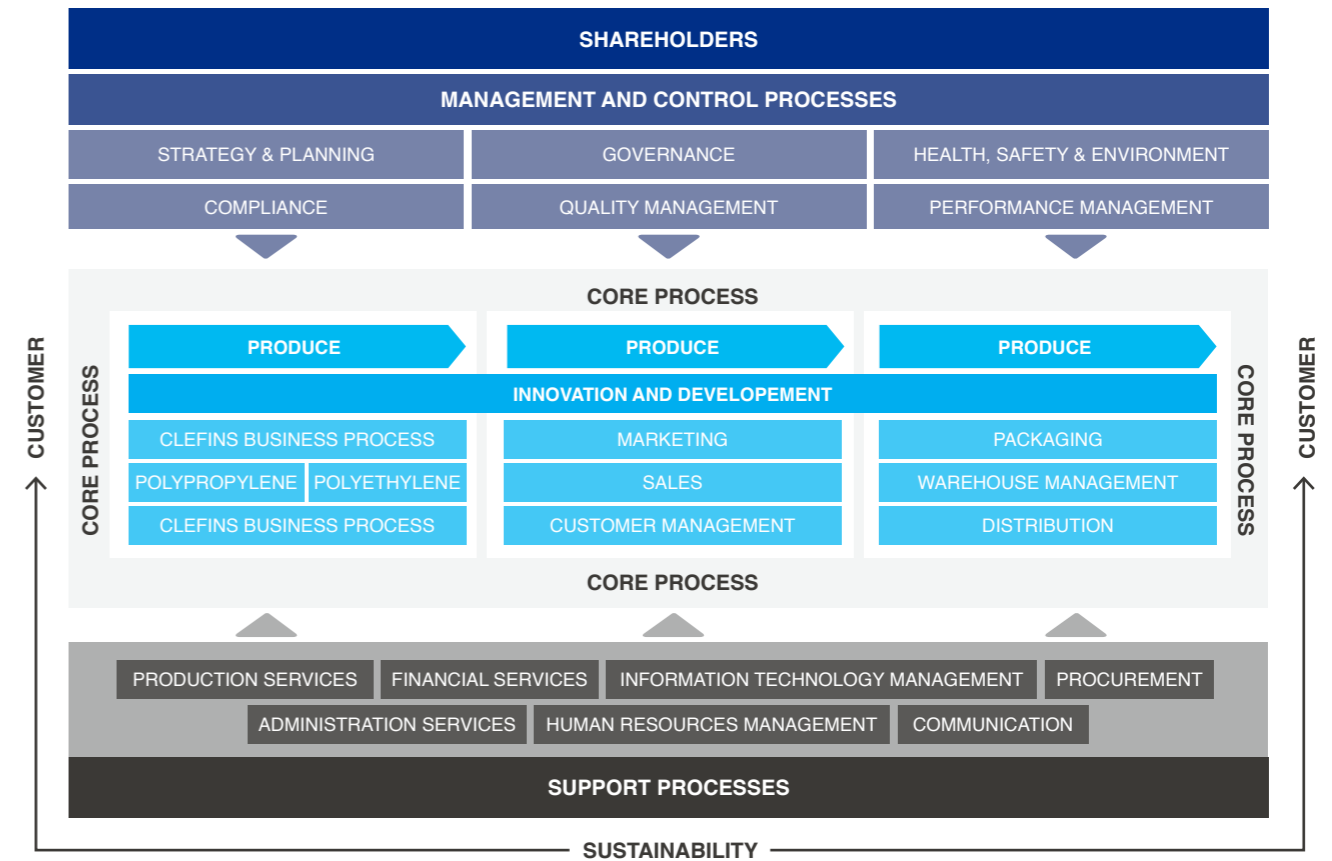 SHAREHOLDERS
MANAGEMENT AND CONTROL PROCESSES
STRATEGY & PLANNING
GOVERNANCE
HEALTH, SAFETY & ENVIRONMENT
COMPLIANCE
QUALITY MANAGEMENT
PERFORMANCE MANAGEMENT
CUSTOMER
CORE PROCESS
CORE PROCESS
PRODUCE
PRODUCE
PRODUCE
INNOVATION AND DEVELOPEMENT
CLEFINS BUSINESS PROCESS
MARKETING
PACKAGING
POLYPROPYLENE
POLYETHYLENE
SALES
WAREHOUSE MANAGEMENT
CLEFINS BUSINESS PROCESS
CUSTOMER MANAGEMENT
DISTRIBUTION
CORE PROCESS
CORE PROCESS
CUSTOMER
PRODUCTION SERVICES
FINANCIAL SERVICES
INFORMATION TECHNOLOGY MANAGEMENT
PROCUREMENT
ADMINISTRATION SERVICES
HUMAN RESOURCES MANAGEMENT
COMMUNICATION
SUPPORT PROCESSES
SUSTAINABILITY